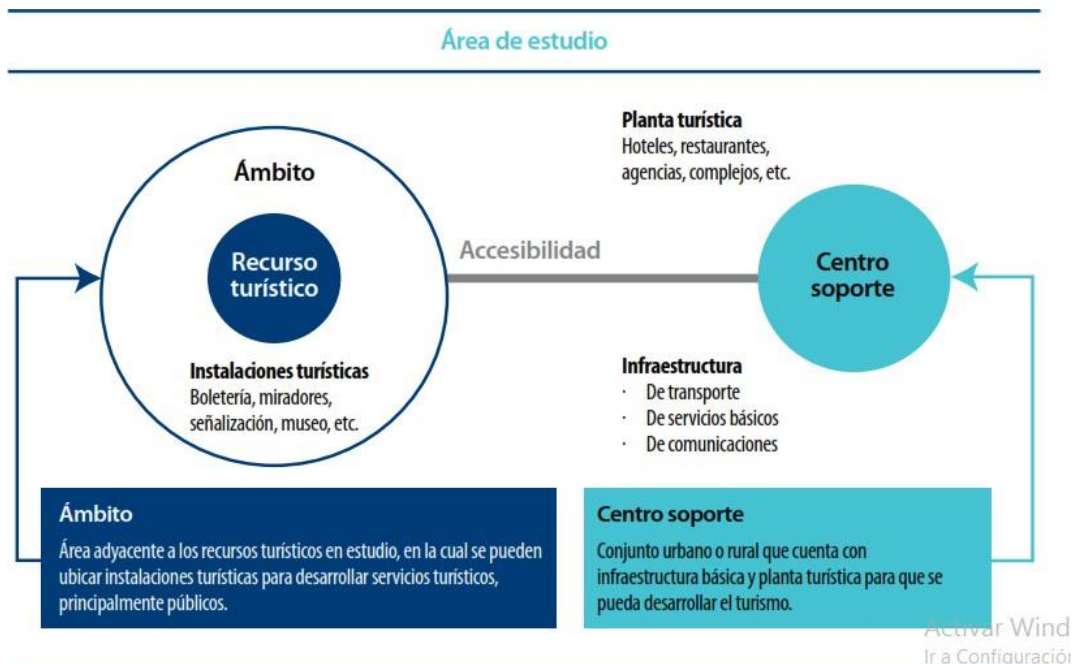 Área de estudio
Ámbito
Recurso
turístico
Instalaciones turísticas
Boletería, miradores,
señalización, museo, etc.
Accesibilidad
Planta turística
Hoteles, restaurantes,
agencias, complejos, etc.
Centro
soporte
Infraestructura
· De transporte
· De servicios básicos
· De comunicaciones
Ámbito
Área adyacente a los recursos turísticos en estudio, en la cual se pueden
ubicar instalaciones turísticas para desarrollar servicios turísticos,
principalmente públicos.
Centro soporte
Conjunto urbano o rural que cuenta con
infraestructura básica y planta turística para que se
pueda desarrollar el turismo.
Activar Wind
Ir a Configuración